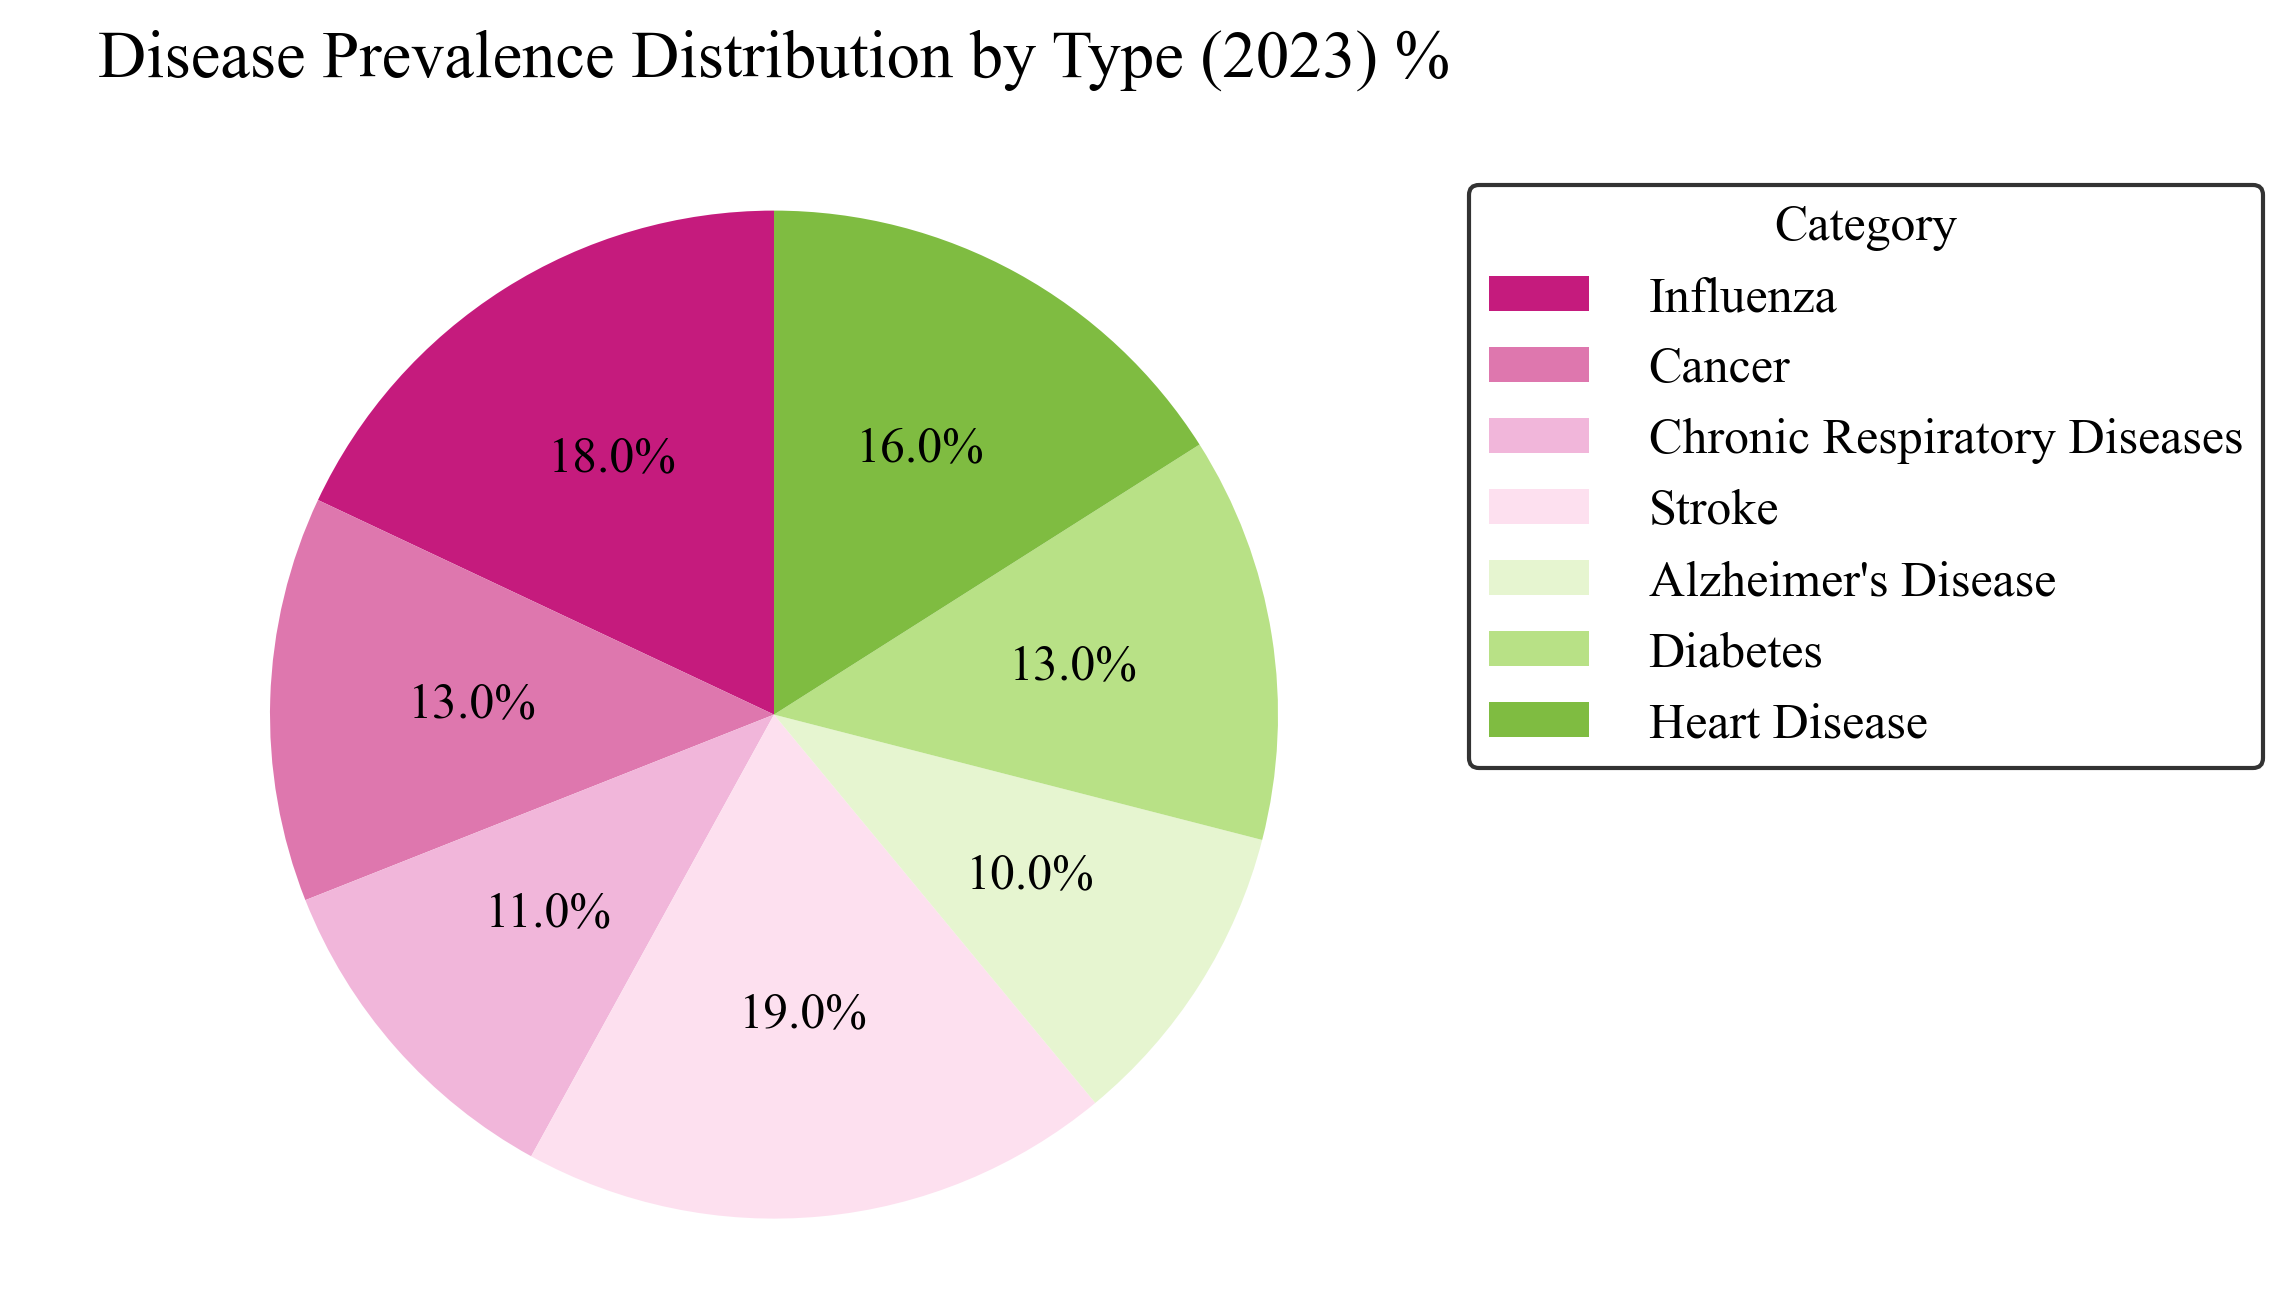 Disease Prevalence Distribution by Type (2023) %
18.0%
16.0%
13.0%
13.0%
11.0%
10.0%
19.0%
Category
Influenza
Cancer
Chronic Respiratory Diseases
Stroke
Alzheimer's Disease
Diabetes
Heart Disease